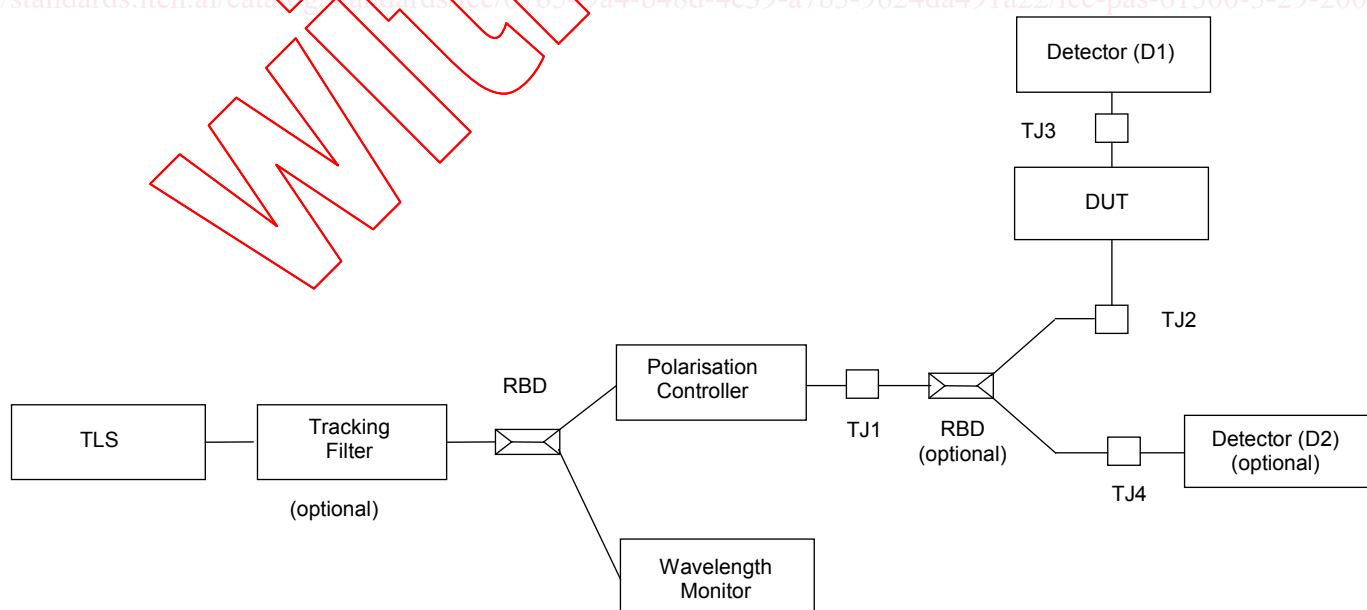 Detector (D1)
TJ3
DUT
TJ2
Polarisation
Controller
RBD
TJ1
RBD
(optional)
TLS
Tracking
Filter
(optional)
Detector (D2)
(optional)
TJ4
Wavelength
Monitor